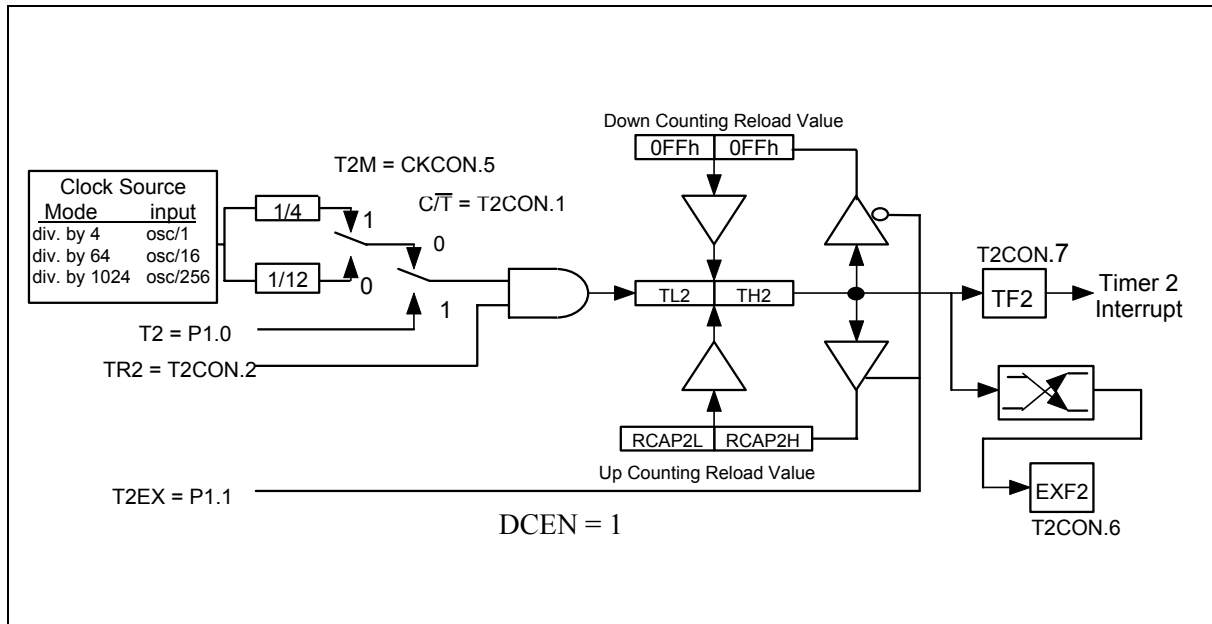 Down Counting Reload Value
0FFh 0FFh
T2M = CKCON.5
Clock Source
Mode input
div. by 4 osc/1
div. by 64 osc/16
div. by 1024 osc/256
1/4
1/12
1
0
C/T̅ = T2CON.1
0
1
T2 = P1.0
TR2 = T2CON.2
TL2 TH2
T2CON.7
TF2
Timer 2
Interrupt
RCAP2L RCAP2H
Up Counting Reload Value
T2EX = P1.1
EXF2
T2CON.6
DCEN = 1